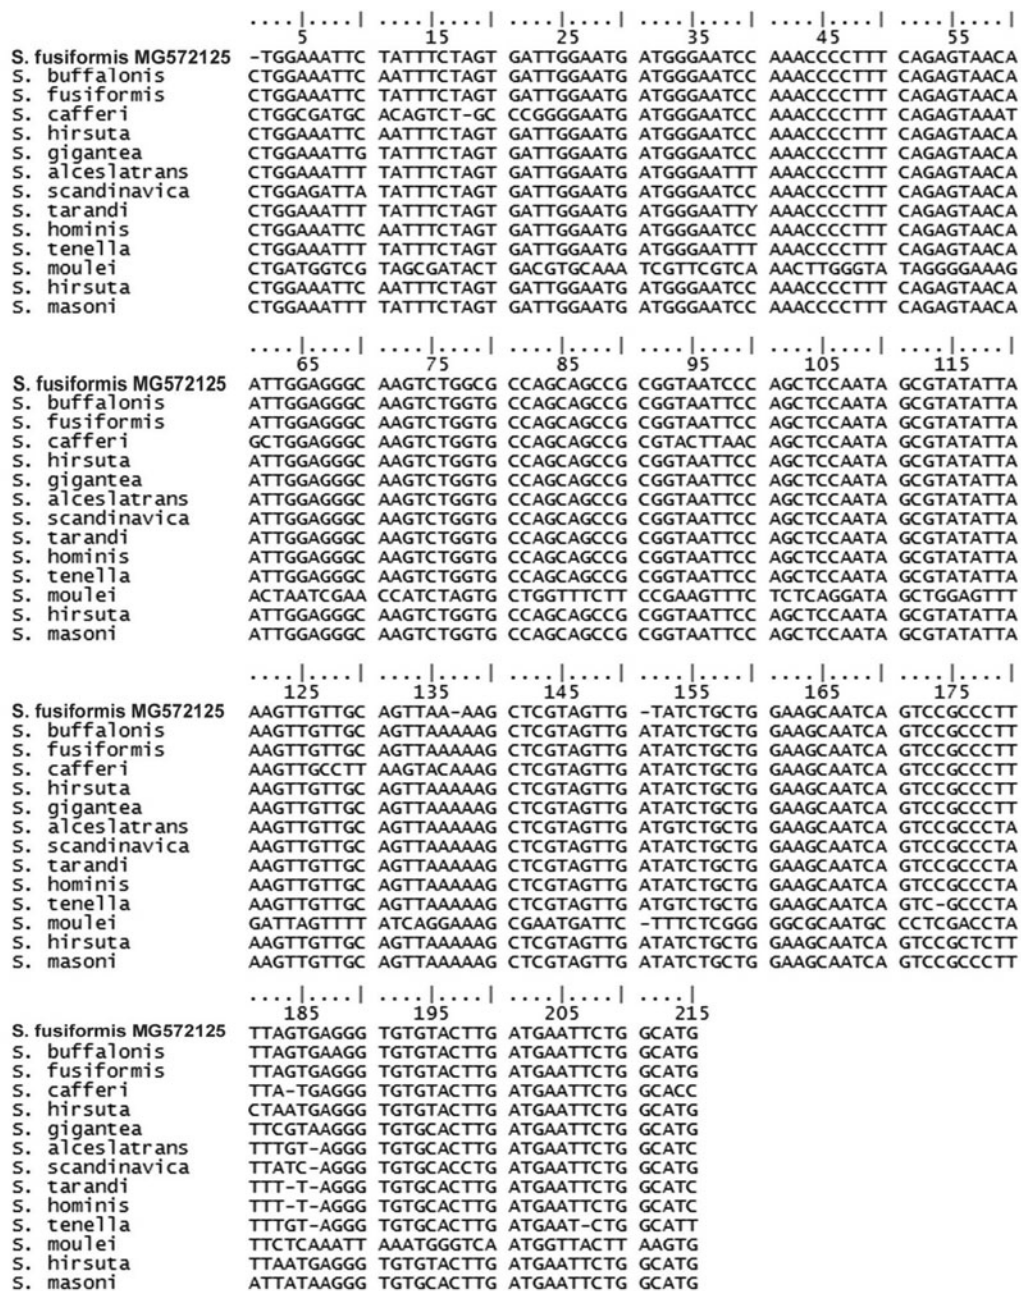 ....|....| ....|....| ....|....| ....|....| ....|....| ....|....|
5 15 25 35 45 55
S. fusiformis MG572125 -TGGAAATTC TATTTCTAGT GATTGGAATG ATGGGAATCC AAACCCCTTT CAGAGTAACA
S. buffalonis CTGGAAATTC AATTTCTAGT GATTGGAATG ATGGGAATCC AAACCCCTTT CAGAGTAACA
S. fusiformis CTGGAAATTC TATTTCTAGT GATTGGAATG ATGGGAATCC AAACCCCTTT CAGAGTAACA
S. cafferi CTGGCGATGC ACAGTCT-GC CCGGGGAATG ATGGGAATCC AAACCCCTTT CAGAGTAAAT
S. hirsuta CTGGAAATTC AATTTCTAGT GATTGGAATG ATGGGAATCC AAACCCCTTT CAGAGTAACA
S. gigantea CTGGAAATTG TATTTCTAGT GATTGGAATG ATGGGAATCC AAACCCCTTT CAGAGTAACA
S. alceslatrans CTGGAAATTT TATTTCTAGT GATTGGAATG ATGGGAATTT AAACCCCTTT CAGAGTAACA
S. scandinavica CTGGAGATTA TATTTCTAGT GATTGGAATG ATGGGAATCC AAACCCCTTT CAGAGTAACA
S. tarandi CTGGAAATTT TATTTCTAGT GATTGGAATG ATGGGAATTY AAACCCCTTT CAGAGTAACA
S. hominis CTGGAAATTC AATTTCTAGT GATTGGAATG ATGGGAATCC AAACCCCTTT CAGAGTAACA
S. tenella CTGGAAATTT TATTTCTAGT GATTGGAATG ATGGGAATTT AAACCCCTTT CAGAGTAACA
S. moulei CTGATGGTCG TAGCGATACT GACGTGCAAA TCGTTCGTCA AACTTGGGTA TAGGGGAAAG
S. hirsuta CTGGAAATTC AATTTCTAGT GATTGGAATG ATGGGAATCC AAACCCCTTT CAGAGTAACA
S. masoni CTGGAAATTT TATTTCTAGT GATTGGAATG ATGGGAATCC AAACCCCTTT CAGAGTAACA
....|....| ....|....| ....|....| ....|....| ....|....| ....|....|
65 75 85 95 105 115
S. fusiformis MG572125 ATTGGAGGGC AAGTCTGGCG CCAGCAGCCG CGGTAATCCC AGCTCCAATA GCGTATATTA
S. buffalonis ATTGGAGGGC AAGTCTGGTG CCAGCAGCCG CGGTAATTCC AGCTCCAATA GCGTATATTA
S. fusiformis ATTGGAGGGC AAGTCTGGTG CCAGCAGCCG CGGTAATTCC AGCTCCAATA GCGTATATTA
S. cafferi GCTGGAGGGC AAGTCTGGTG CCAGCAGCCG CGTACTTAAC AGCTCCAATA GCGTATATTA
S. hirsuta ATTGGAGGGC AAGTCTGGTG CCAGCAGCCG CGGTAATTCC AGCTCCAATA GCGTATATTA
S. gigantea ATTGGAGGGC AAGTCTGGTG CCAGCAGCCG CGGTAATTCC AGCTCCAATA GCGTATATTA
S. alceslatrans ATTGGAGGGC AAGTCTGGTG CCAGCAGCCG CGGTAATTCC AGCTCCAATA GCGTATATTA
S. scandinavica ATTGGAGGGC AAGTCTGGTG CCAGCAGCCG CGGTAATTCC AGCTCCAATA GCGTATATTA
S. tarandi ATTGGAGGGC AAGTCTGGTG CCAGCAGCCG CGGTAATTCC AGCTCCAATA GCGTATATTA
S. hominis ATTGGAGGGC AAGTCTGGTG CCAGCAGCCG CGGTAATTCC AGCTCCAATA GCGTATATTA
S. tenella ATTGGAGGGC AAGTCTGGTG CCAGCAGCCG CGGTAATTCC AGCTCCAATA GCGTATATTA
S. moulei ACTAATCGAA CCATCTAGTG CTGGTTTCTT CCGAAGTTTC TCTCAGGATA GCTGGAGTTT
S. hirsuta ATTGGAGGGC AAGTCTGGTG CCAGCAGCCG CGGTAATTCC AGCTCCAATA GCGTATATTA
S. masoni ATTGGAGGGC AAGTCTGGTG CCAGCAGCCG CGGTAATTCC AGCTCCAATA GCGTATATTA
....|....| ....|....| ....|....| ....|....| ....|....| ....|....|
125 135 145 155 165 175
S. fusiformis MG572125 AAGTTGTTGC AGTTAA-AAG CTCGTAGTTG -TATCTGCTG GAAGCAATCA GTCCGCCCTT
S. buffalonis AAGTTGTTGC AGTTAAAAAG CTCGTAGTTG ATATCTGCTG GAAGCAATCA GTCCGCCCTT
S. fusiformis AAGTTGTTGC AGTTAAAAAG CTCGTAGTTG ATATCTGCTG GAAGCAATCA GTCCGCCCTT
S. cafferi AAGTTGCCTT AAGTACAAAG CTCGTAGTTG ATATCTGCTG GAAGCAATCA GTCCGCCCTT
S. hirsuta AAGTTGTTGC AGTTAAAAAG CTCGTAGTTG ATATCTGCTG GAAGCAATCA GTCCGCCCTT
S. gigantea AAGTTGTTGC AGTTAAAAAG CTCGTAGTTG ATATCTGCTG GAAGCAATCA GTCCGCCCTT
S. alceslatrans AAGTTGTTGC AGTTAAAAAG CTCGTAGTTG ATGTCTGCTG GAAGCAATCA GTCCGCCCTA
S. scandinavica AAGTTGTTGC AGTTAAAAAG CTCGTAGTTG ATATCTGCTG GAAGCAATCA GTCCGCCCTA
S. tarandi AAGTTGTTGC AGTTAAAAAG CTCGTAGTTG ATATCTGCTG GAAGCAATCA GTCCGCCCTA
S. hominis AAGTTGTTGC AGTTAAAAAG CTCGTAGTTG ATATCTGCTG GAAGCAATCA GTCCGCCCTA
S. tenella AAGTTGTTGC AGTTAAAAAG CTCGTAGTTG ATGTCTGCTG GAAGCAATCA GTC-GCCCTA
S. moulei GATTAGTTTT ATCAGGAAAG CGAATGATTC -TTTCTCGGG GGCGCAATGC CCTCGACCTA
S. hirsuta AAGTTGTTGC AGTTAAAAAG CTCGTAGTTG ATATCTGCTG GAAGCAATCA GTCCGCTCTT
S. masoni AAGTTGTTGC AGTTAAAAAG CTCGTAGTTG ATATCTGCTG GAAGCAATCA GTCCGCCCTT
....|....| ....|....| ....|....| ....|
185 195 205 215
S. fusiformis MG572125 TTAGTGAGGG TGTGTACTTG ATGAATTCTG GCATG
S. buffalonis TTAGTGAAGG TGTGTACTTG ATGAATTCTG GCATG
S. fusiformis TTAGTGAGGG TGTGTACTTG ATGAATTCTG GCATG
S. cafferi TTA-TGAGGG TGTGTACTTG ATGAATTCTG GCACC
S. hirsuta CTAATGAGGG TGTGTACTTG ATGAATTCTG GCATG
S. gigantea TTCGTAAGGG TGTGCACTTG ATGAATTCTG GCATG
S. alceslatrans TTTGT-AGGG TGTGCACTTG ATGAATTCTG GCATC
S. scandinavica TTATC-AGGG TGTGCACCTG ATGAATTCTG GCATG
S. tarandi TTT-T-AGGG TGTGCACTTG ATGAATTCTG GCATC
S. hominis TTT-T-AGGG TGTGCACTTG ATGAATTCTG GCATC
S. tenella TTTGT-AGGG TGTGCACTTG ATGAAT-CTG GCATT
S. moulei TTCTCAAATT AAATGGGTCA ATGGTTACTT AAGTG
S. hirsuta TTAATGAGGG TGTGTACTTG ATGAATTCTG GCATG
S. masoni ATTATAAGGG TGTGCACTTG ATGAATTCTG GCATG